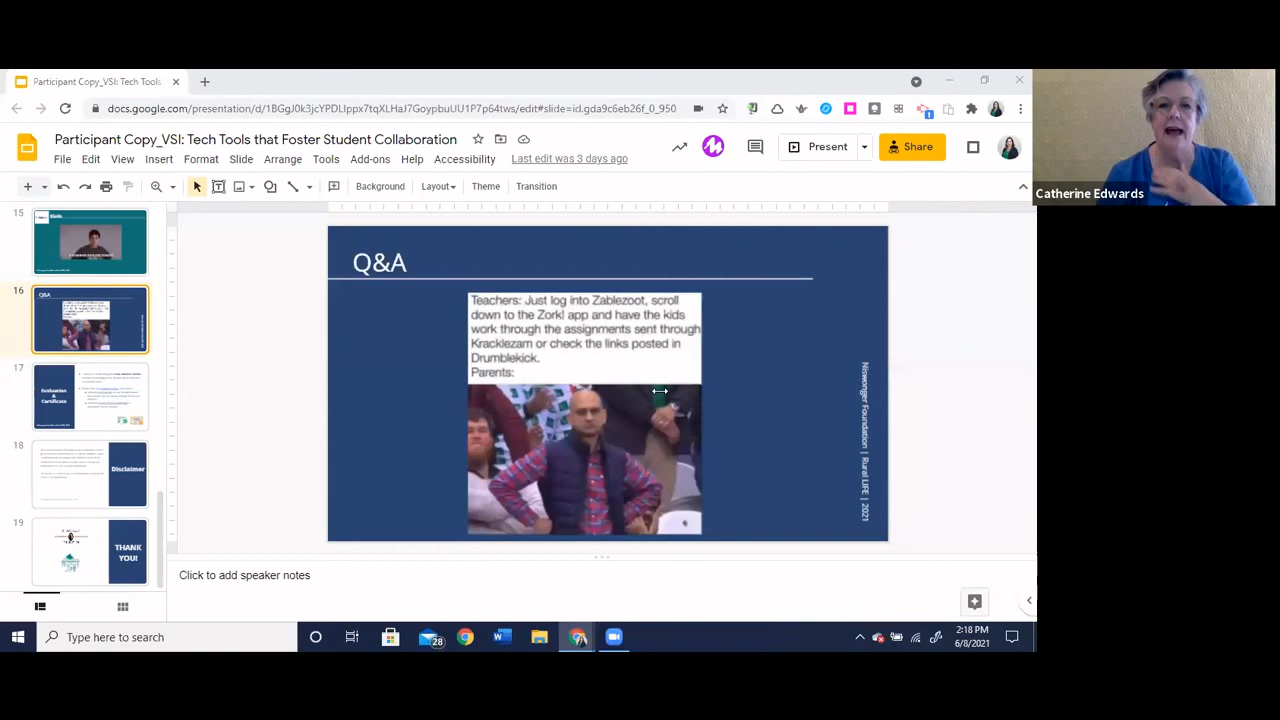 Participant Copy_VSI: Tech Tools
docs.google.com/presentation/d/1BGgJ0k3jcYPDLIppx7tqXLHaJ7GoypbuUU1P7p64tws/edit#slide=id.gda9c6eb26f_0_950
1
Participant Copy_VSI: Tech Tools that Foster Student Collaboration
Present
Share
File Edit View Insert Format Slide Arrange Tools Add-ons Help Accessibility Last edit was 3 days ago
Background Layout Theme Transition
Catherine Edwards
15
16
Q&A
17
Evaluation
&
Certificate
18
Disclaimer
19
THANK
YOU!
Q&A
Teachers: Just log into Zablezoot, scroll
down to the Zork! app and have the kids
work through the assignments sent through
Kracklezam or check the links posted in
Drumblekick.
Parents:
Niswonger Foundation | Rural LIFE | 2021
Click to add speaker notes
Type here to search
28
2:18 PM
6/8/2021